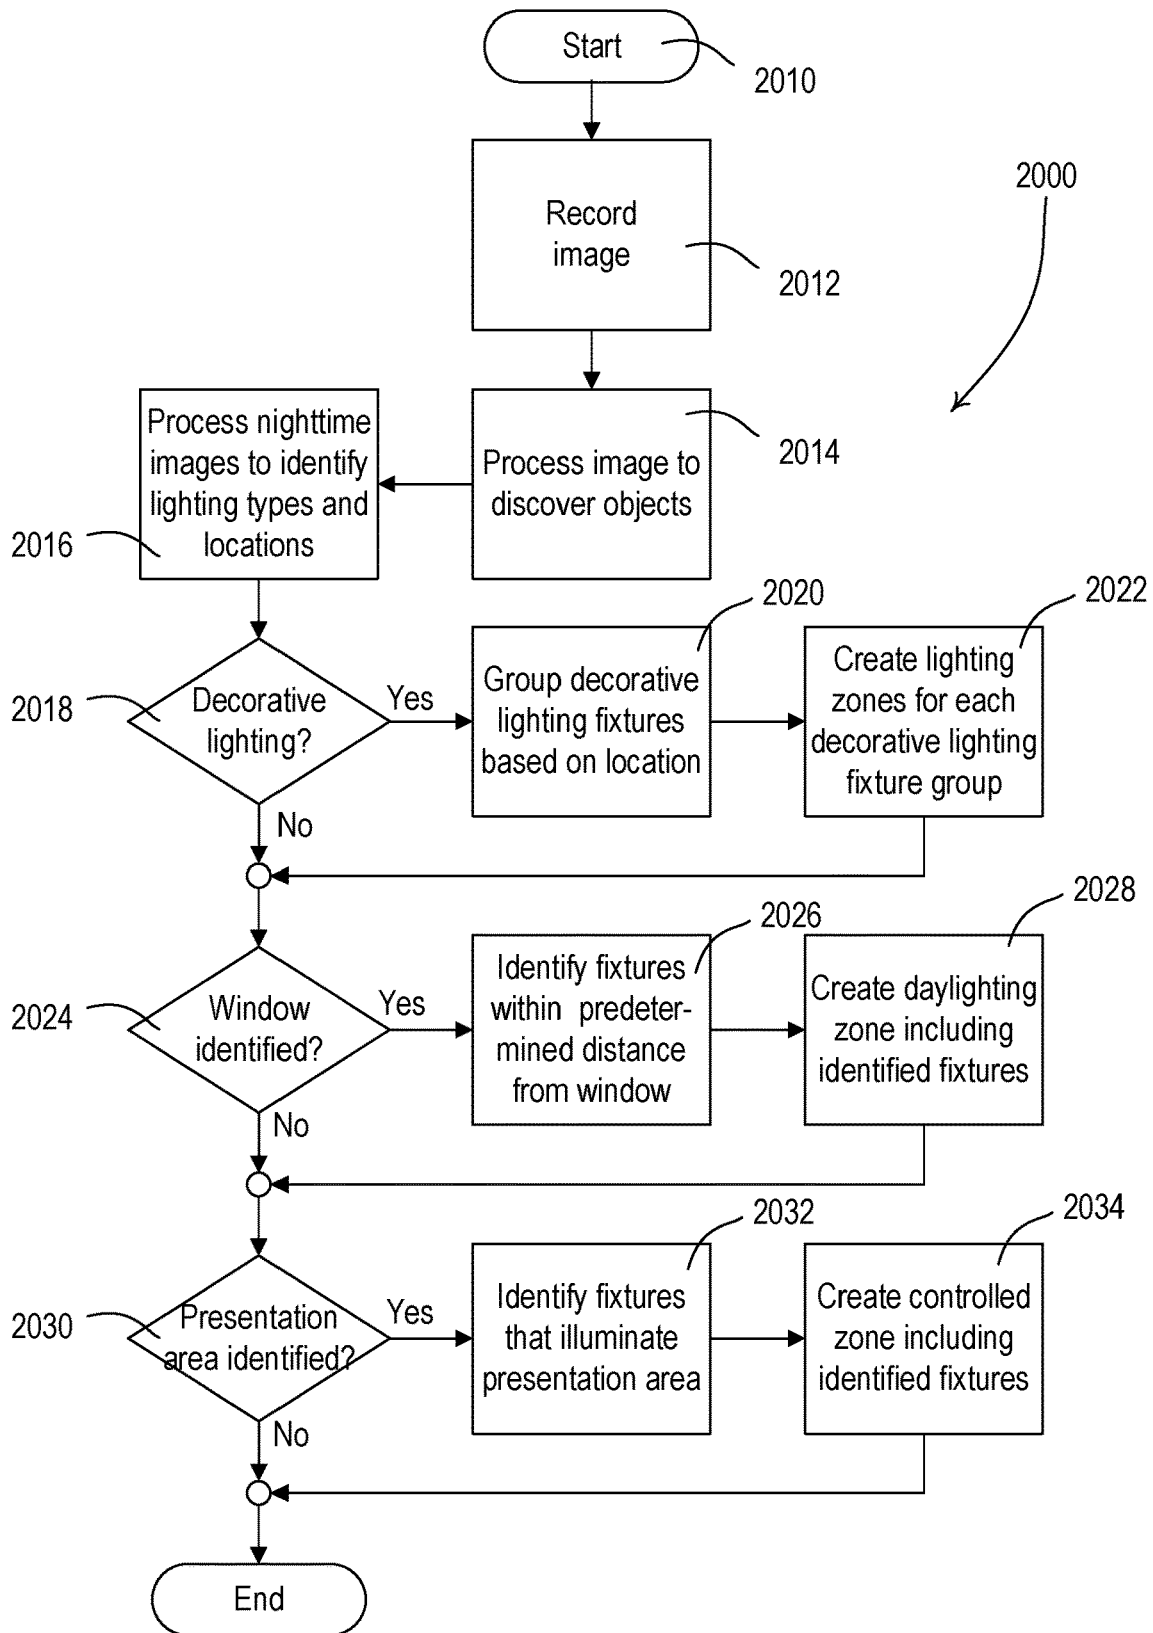 Start
2010
2000
Record
image
2012
Process nighttime
images to identify
lighting types and
locations
2016
Process image to
discover objects
2014
Decorative
lighting?
2018
Yes
No
Group decorative
lighting fixtures
based on location
2020
Create lighting
zones for each
decorative lighting
fixture group
2022
Window
identified?
2024
Yes
No
Identify fixtures
within predeter-
mined distance
from window
2026
Create daylighting
zone including
identified fixtures
2028
Presentation
area identified?
2030
Yes
No
Identify fixtures
that illuminate
presentation area
2032
Create controlled
zone including
identified fixtures
2034
End